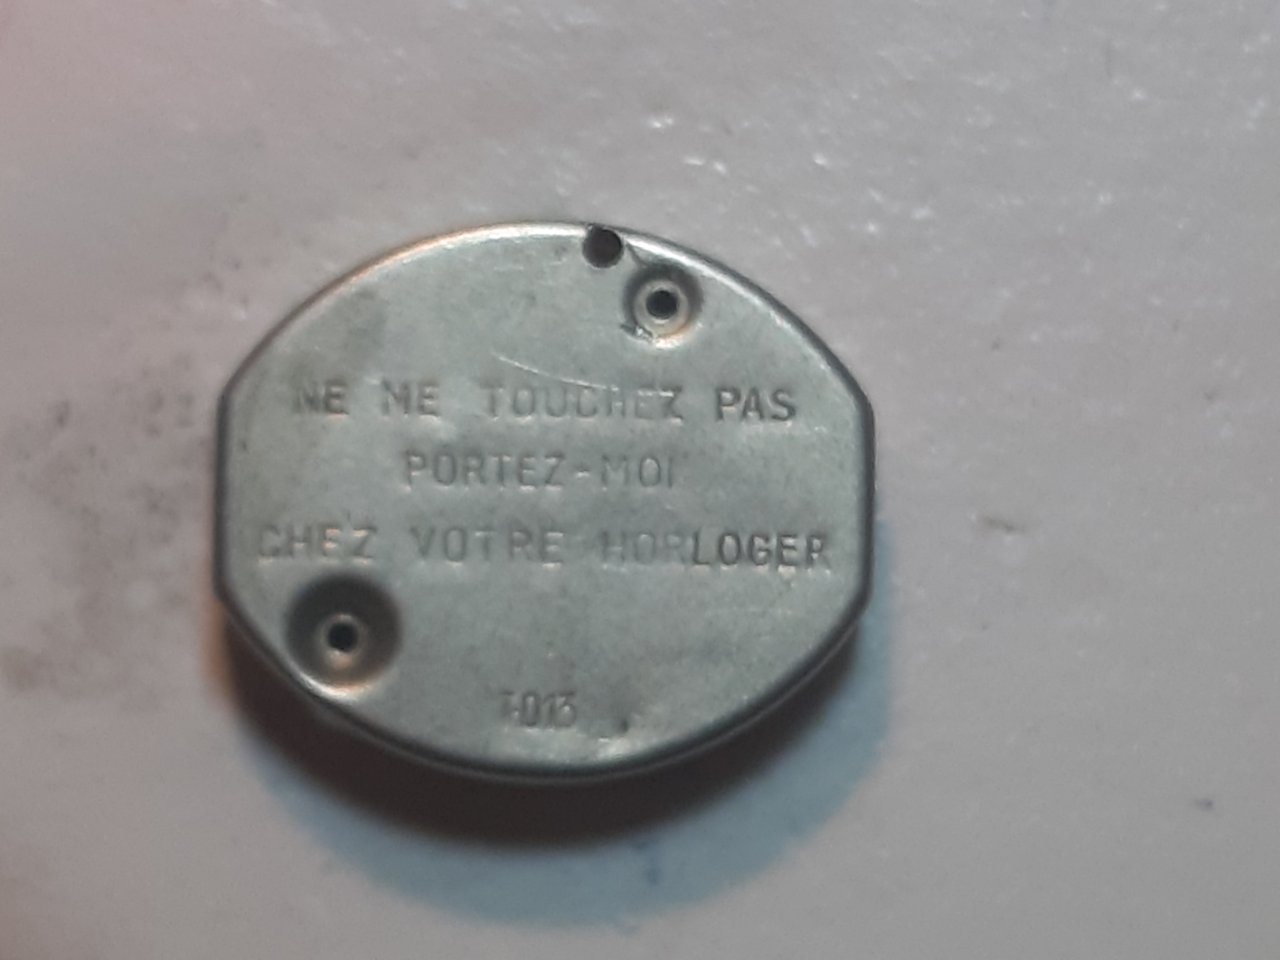 NE ME TOUCHEZ PAS
PORTEZ-MOI
CHEZ VOTRE HORLOGER